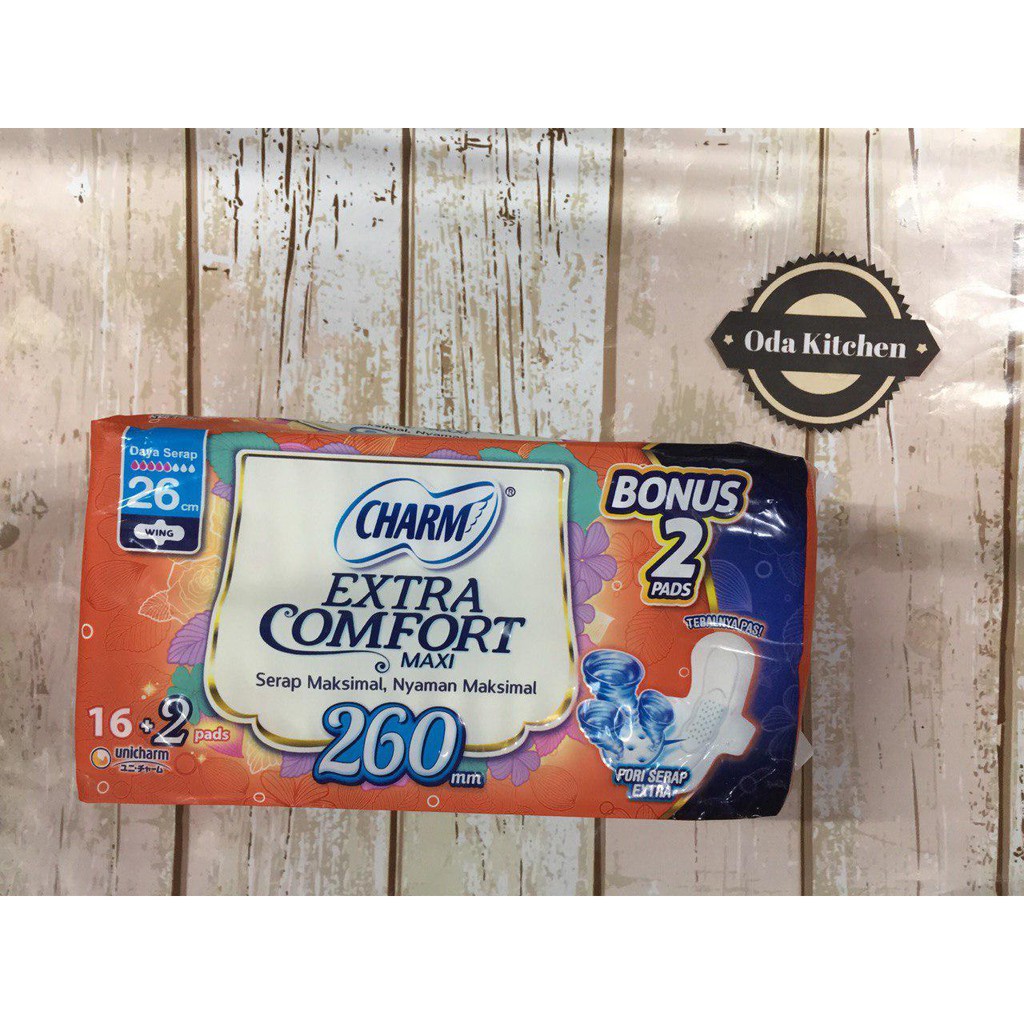 Oda Kitchen
Nyaman
Daya Serap
26 cm
WING
CHARM®
EXTRA
COMFORT
MAXI
Serap Maksimal, Nyaman Maksimal
260 mm
BONUS
2
PADS
TEBALNYA PAS!
PORI SERAP
EXTRA
16 + 2 pads
unicharm
ユニ・チャーム